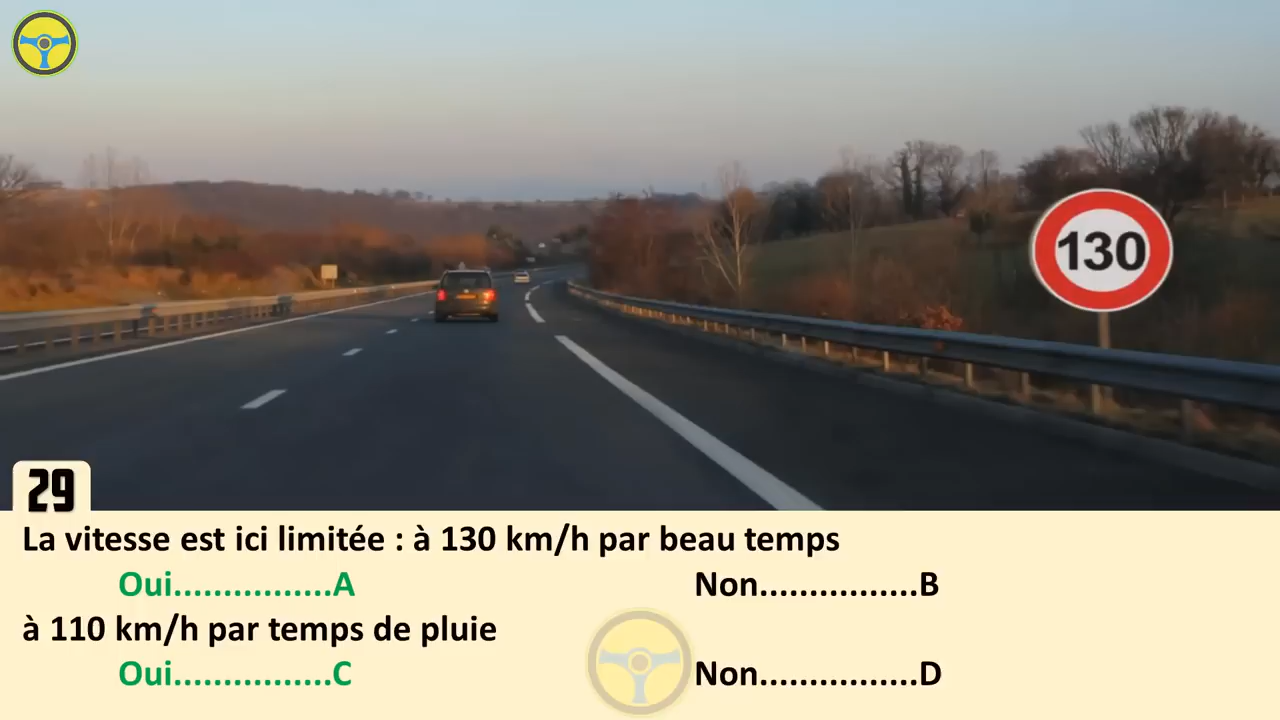 130
29
La vitesse est ici limitée : à 130 km/h par beau temps
Oui................A Non................B
à 110 km/h par temps de pluie
Oui................C Non................D